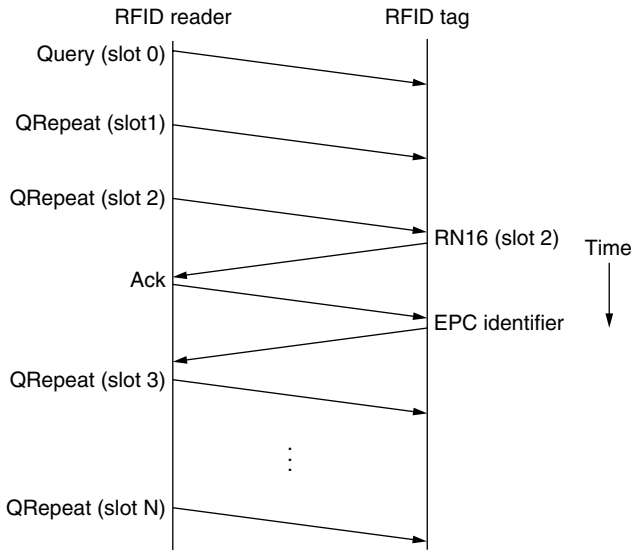 RFID reader
RFID tag
Query (slot 0)
QRepeat (slot1)
QRepeat (slot 2)
RN16 (slot 2)
Time
Ack
EPC identifier
QRepeat (slot 3)
QRepeat (slot N)